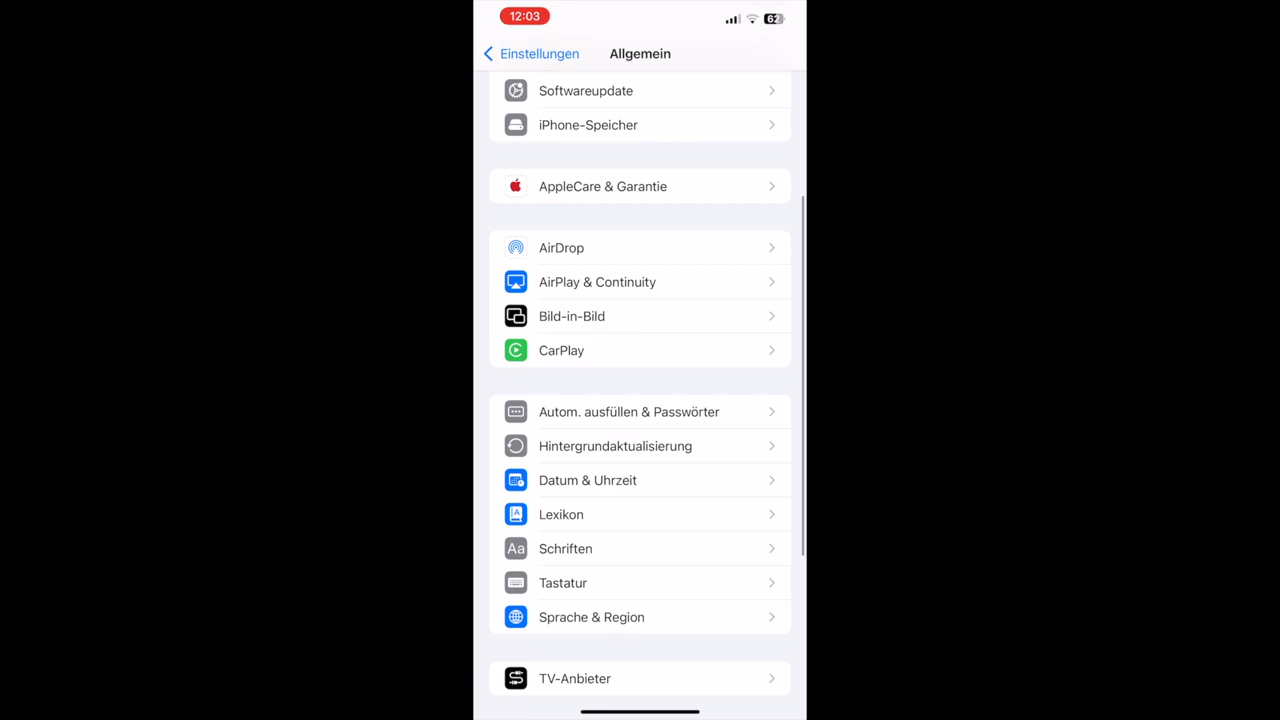 12:03
62
Einstellungen
Allgemein
Softwareupdate
iPhone-Speicher
AppleCare & Garantie
AirDrop
AirPlay & Continuity
Bild-in-Bild
CarPlay
Autom. ausfüllen & Passwörter
Hintergrundaktualisierung
Datum & Uhrzeit
A
Lexikon
Aa
Schriften
Tastatur
Sprache & Region
TV-Anbieter